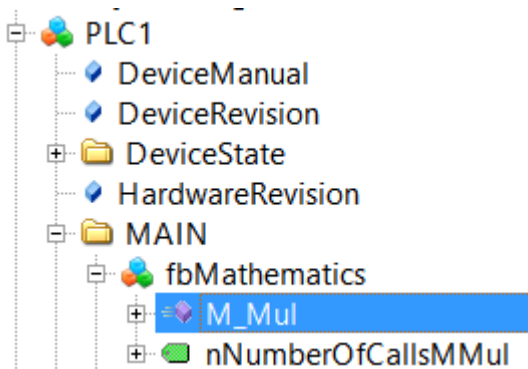 PLC1
DeviceManual
DeviceRevision
DeviceState
HardwareRevision
MAIN
fbMathematics
M_Mul
nNumberOfCallsMMul